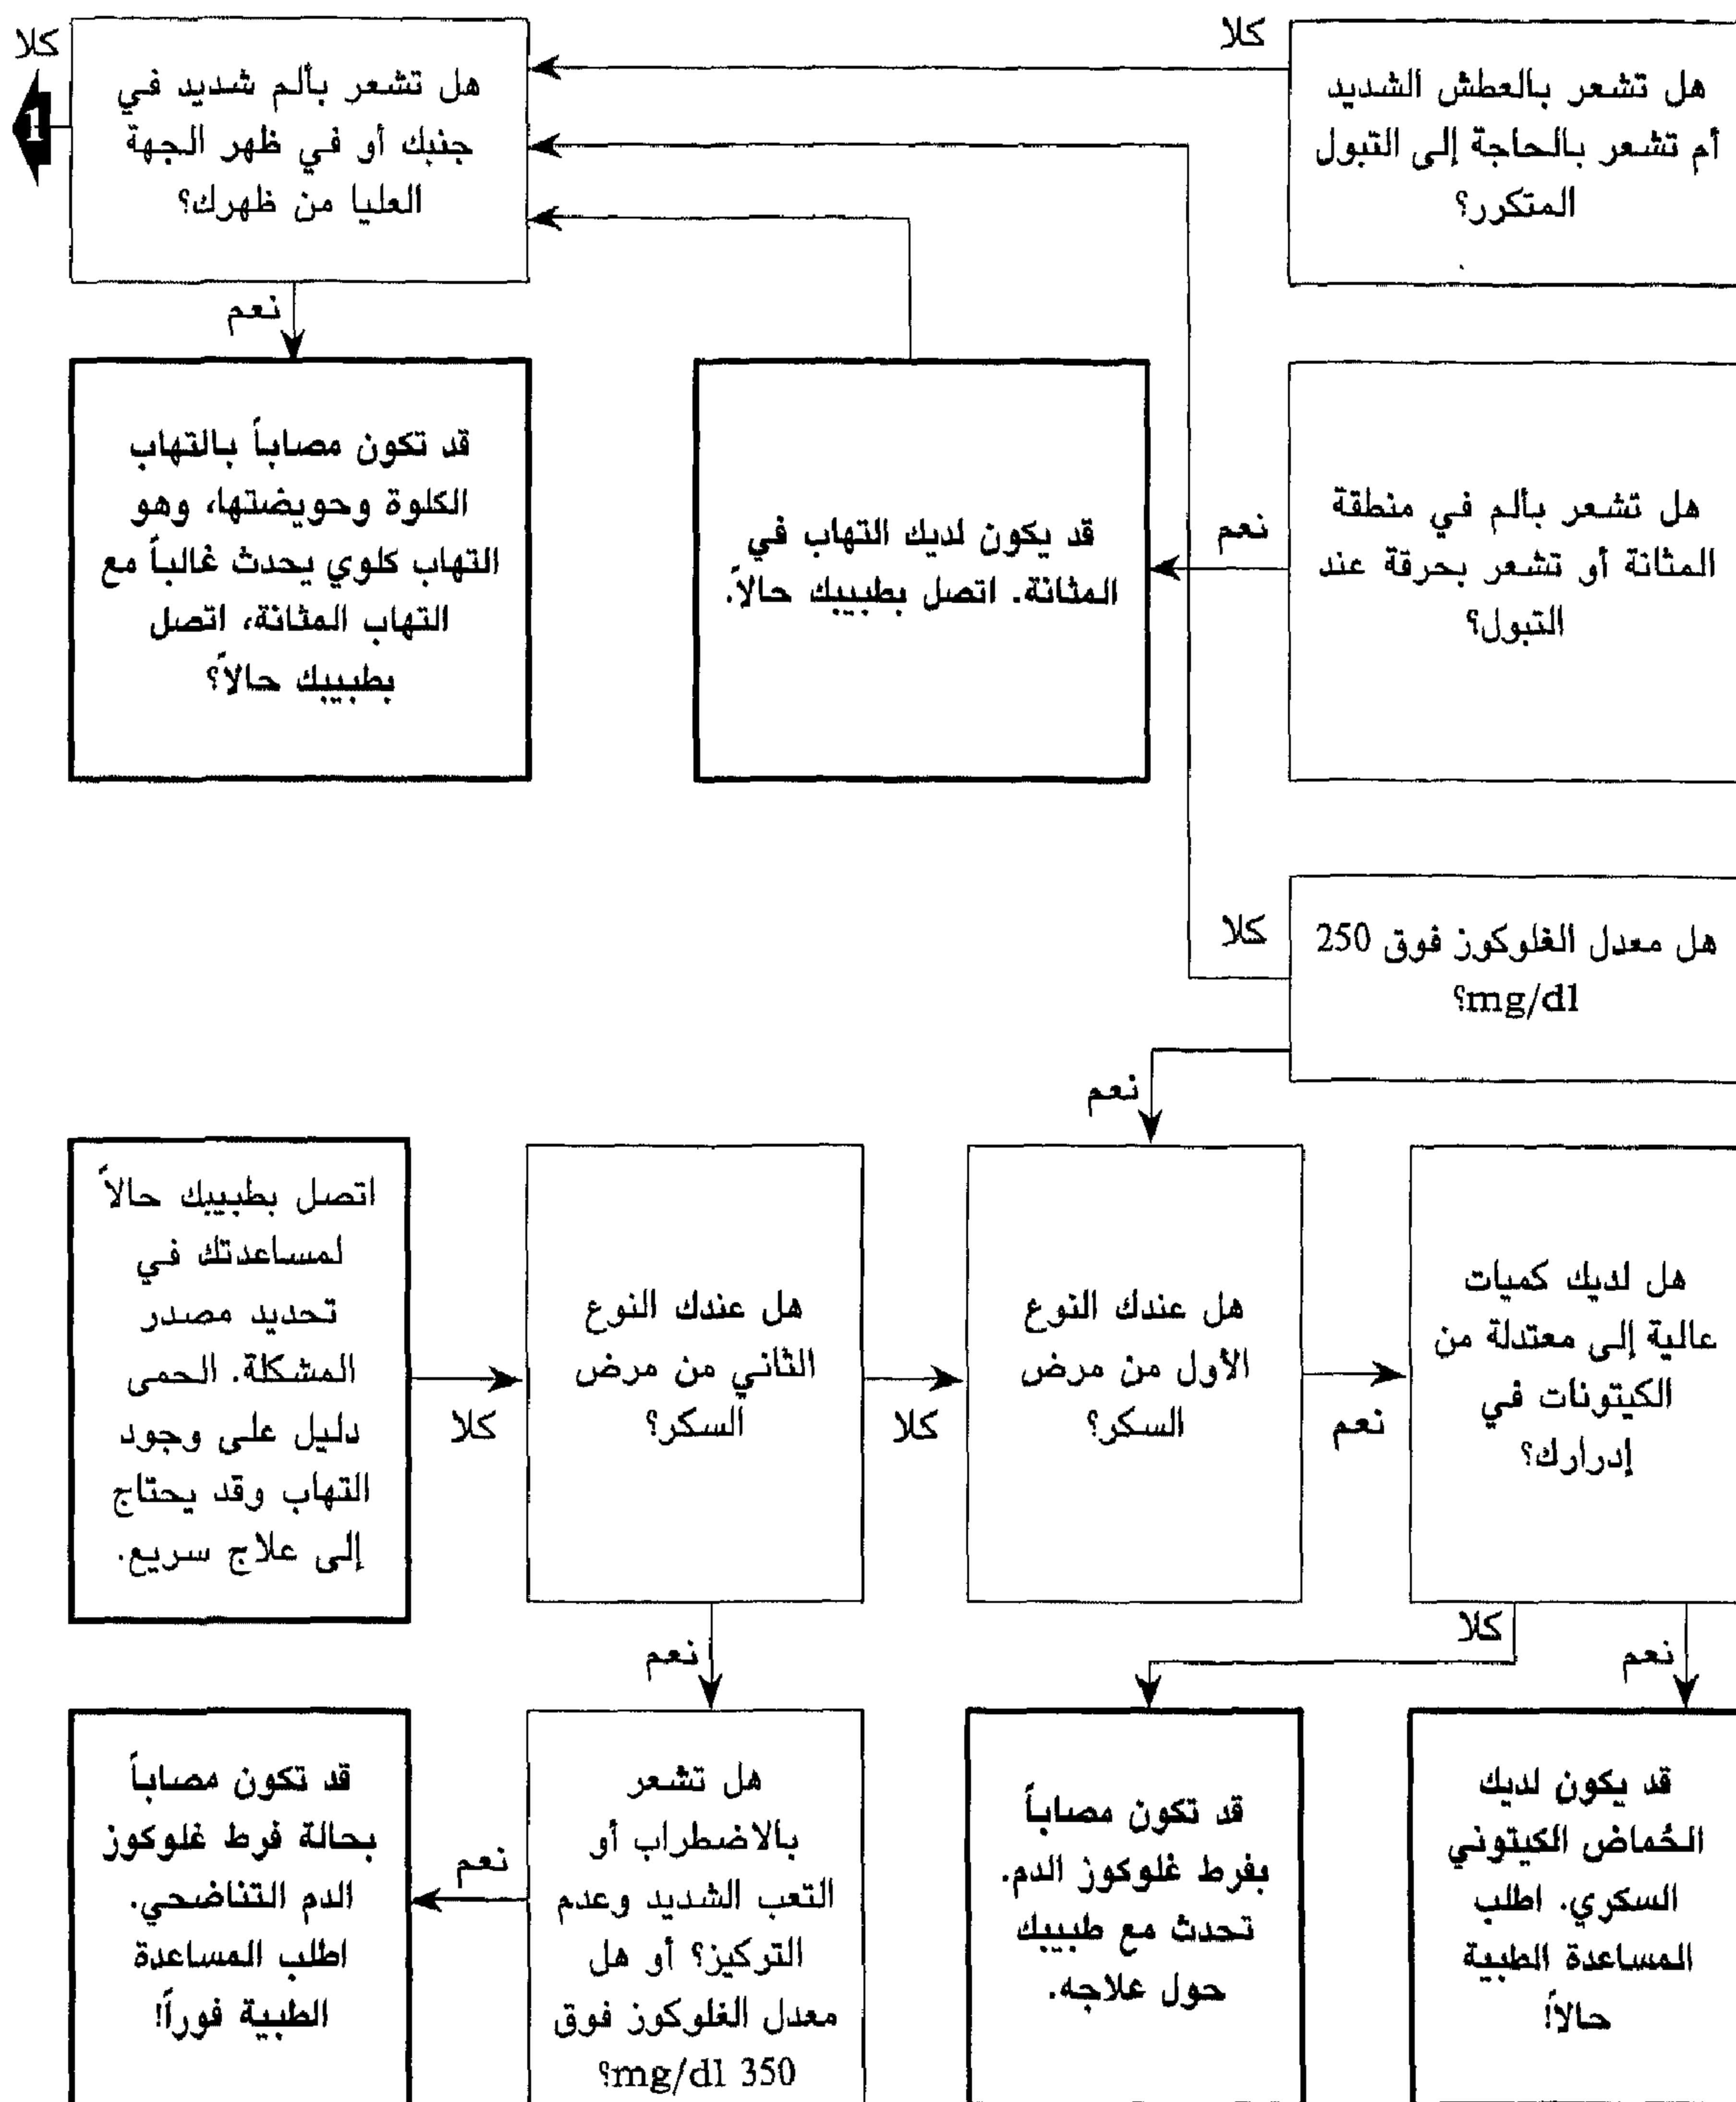 هل تشعر بالعطش الشديد
أم تشعر بالحاجة إلى التبول
المتكرر؟
كلا
هل تشعر بألم شديد في
جنبك أو في ظهر الجهة
العليا من ظهرك؟
كلا
1
نعم
هل تشعر بألم في منطقة
المثانة أو تشعر بحرقة عند
التبول؟
نعم
قد يكون لديك التهاب في
المثانة. اتصل بطبيبك حالاً.
قد تكون مصاباً بالتهاب
الكلوة وحويضتها، وهو
التهاب كلوي يحدث غالباً مع
التهاب المثانة، اتصل
بطبيبك حالاً؟
هل معدل الغلوكوز فوق 250
mg/dl؟
كلا
نعم
هل لديك كميات
عالية إلى معتدلة من
الكيتونات في
إدرارك؟
نعم
هل عندك النوع
الأول من مرض
السكر؟
كلا
هل عندك النوع
الثاني من مرض
السكر؟
كلا
اتصل بطبيبك حالاً
لمساعدتك في
تحديد مصدر
المشكلة. الحمى
دليل على وجود
التهاب وقد يحتاج
إلى علاج سريع.
نعم
كلا
نعم
قد يكون لديك
الحُماض الكيتوني
السكري. اطلب
المساعدة الطبية
حالاً!
قد تكون مصاباً
بفرط غلوكوز الدم.
تحدث مع طبيبك
حول علاجه.
هل تشعر
بالاضطراب أو
التعب الشديد وعدم
التركيز؟ أو هل
معدل الغلوكوز فوق
350 mg/dl؟
نعم
قد تكون مصاباً
بحالة فرط غلوكوز
الدم التناضحي.
اطلب المساعدة
الطبية فوراً!